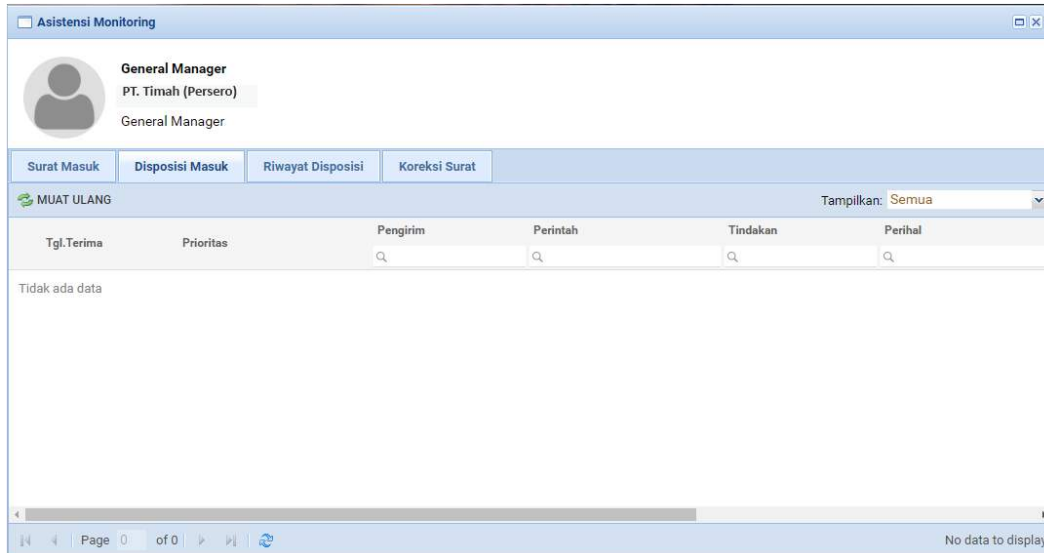 Asistensi Monitoring
General Manager
PT. Timah (Persero)
General Manager
Surat Masuk Disposisi Masuk Riwayat Disposisi Koreksi Surat
MUAT ULANG Tampilkan: Semua
Tgl.Terima Prioritas Pengirim Perintah Tindakan Perihal
Tidak ada data
Page 0 of 0 No data to display